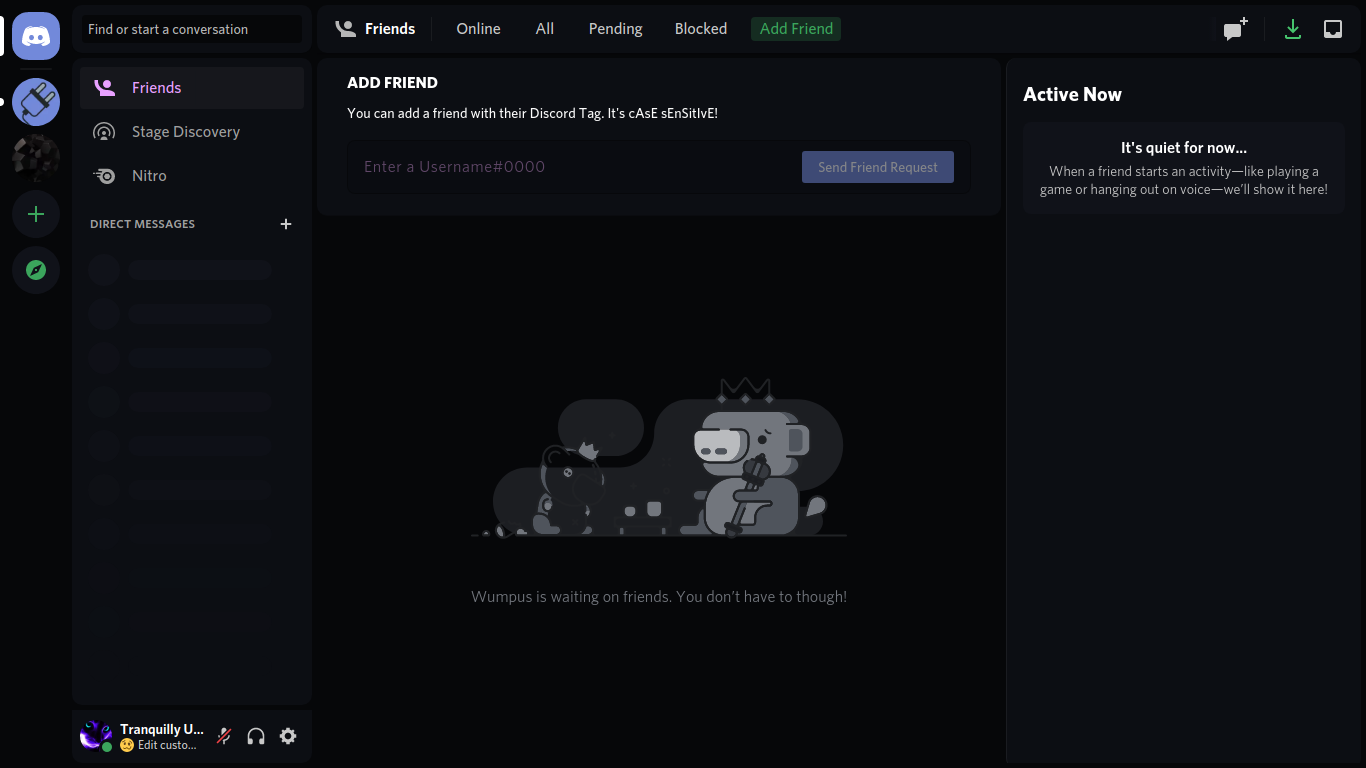 Find or start a conversation
Friends
Online
All
Pending
Blocked
Add Friend
Friends
Stage Discovery
Nitro
DIRECT MESSAGES
Tranquilly U...
Edit custo...
ADD FRIEND
You can add a friend with their Discord Tag. It's cAsE sEnSitIvE!
Enter a Username#0000
Send Friend Request
Wumpus is waiting on friends. You don't have to though!
Active Now
It's quiet for now...
When a friend starts an activity—like playing a
game or hanging out on voice—we'll show it here!